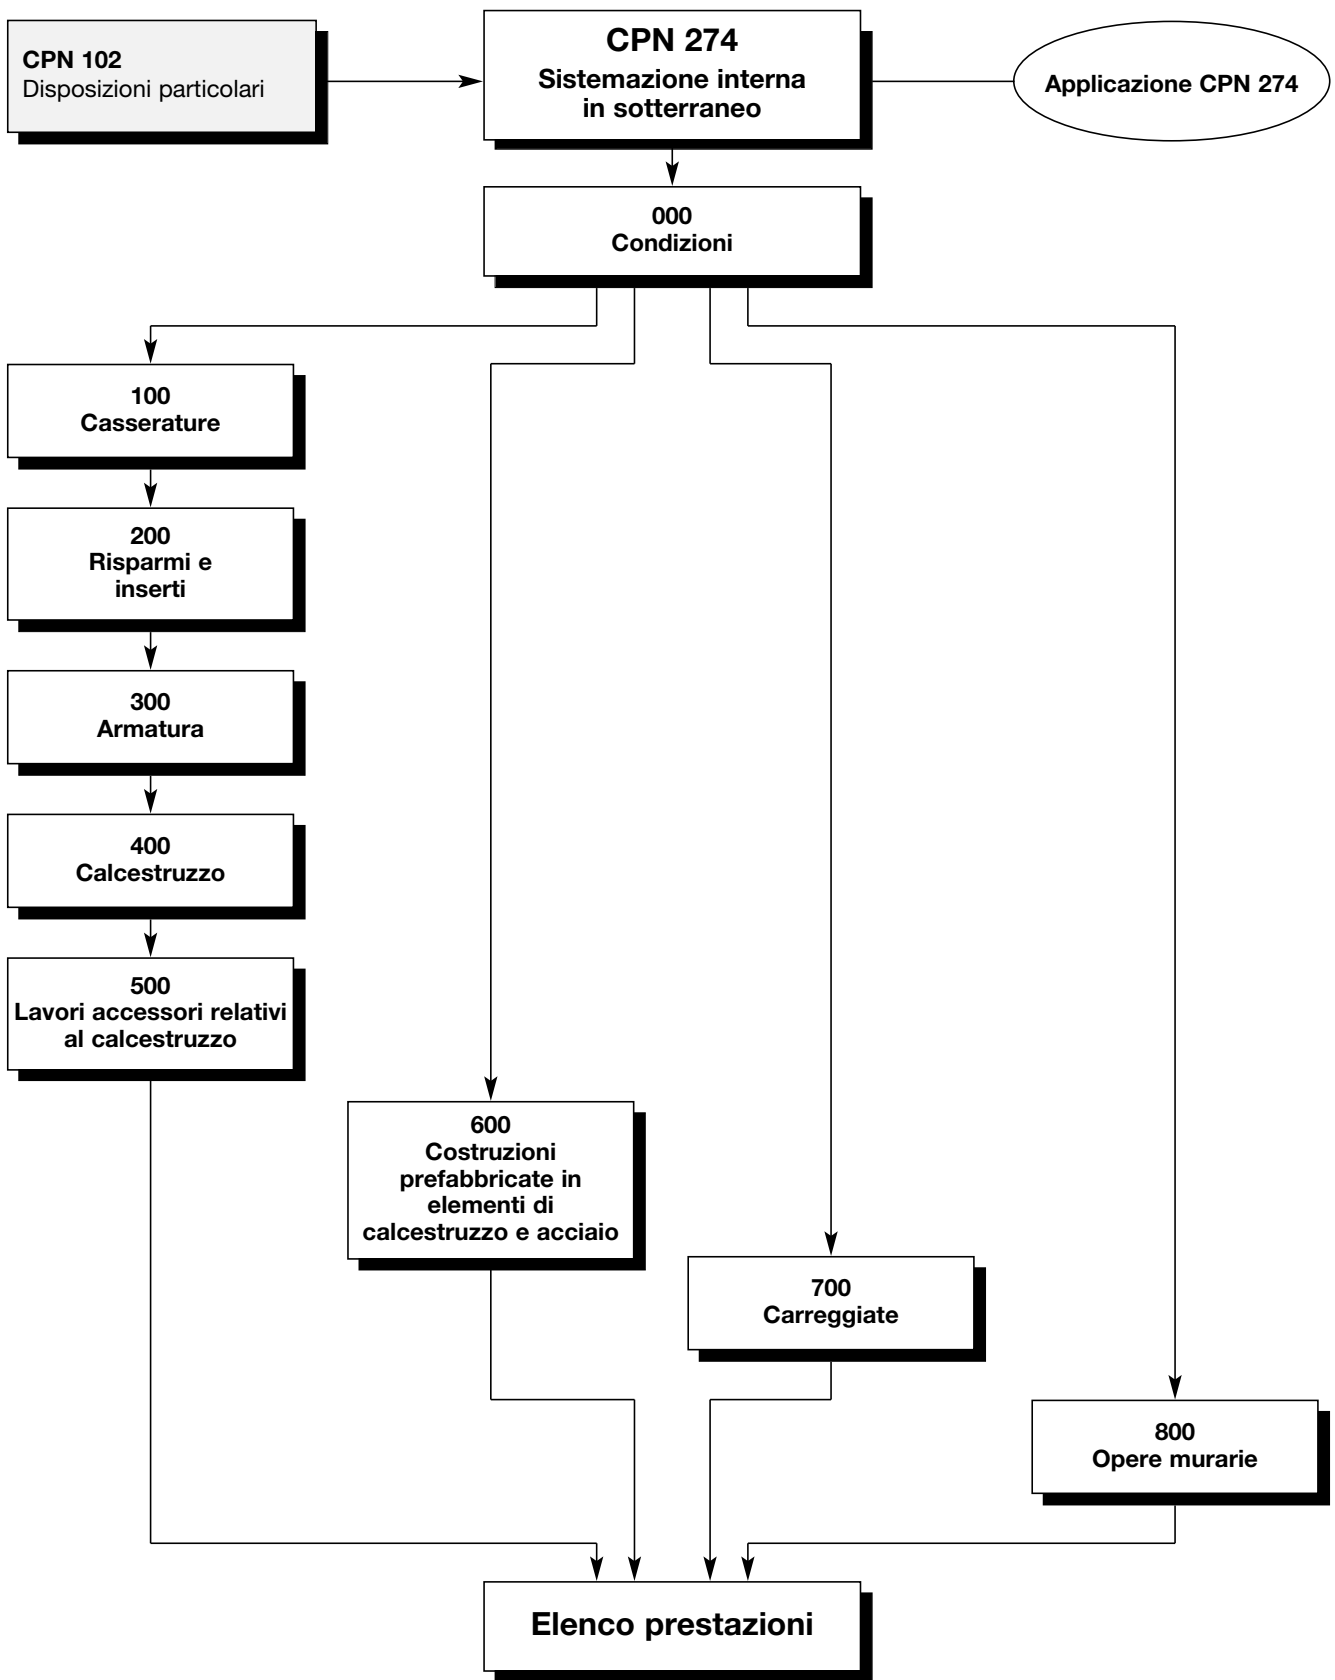 CPN 102
Disposizioni particolari
CPN 274
Sistemazione interna
in sotterraneo
Applicazione CPN 274
000
Condizioni
100
Casserature
200
Risparmi e
inserti
300
Armatura
400
Calcestruzzo
500
Lavori accessori relativi
al calcestruzzo
600
Costruzioni
prefabbricate in
elementi di
calcestruzzo e acciaio
700
Carreggiate
800
Opere murarie
Elenco prestazioni